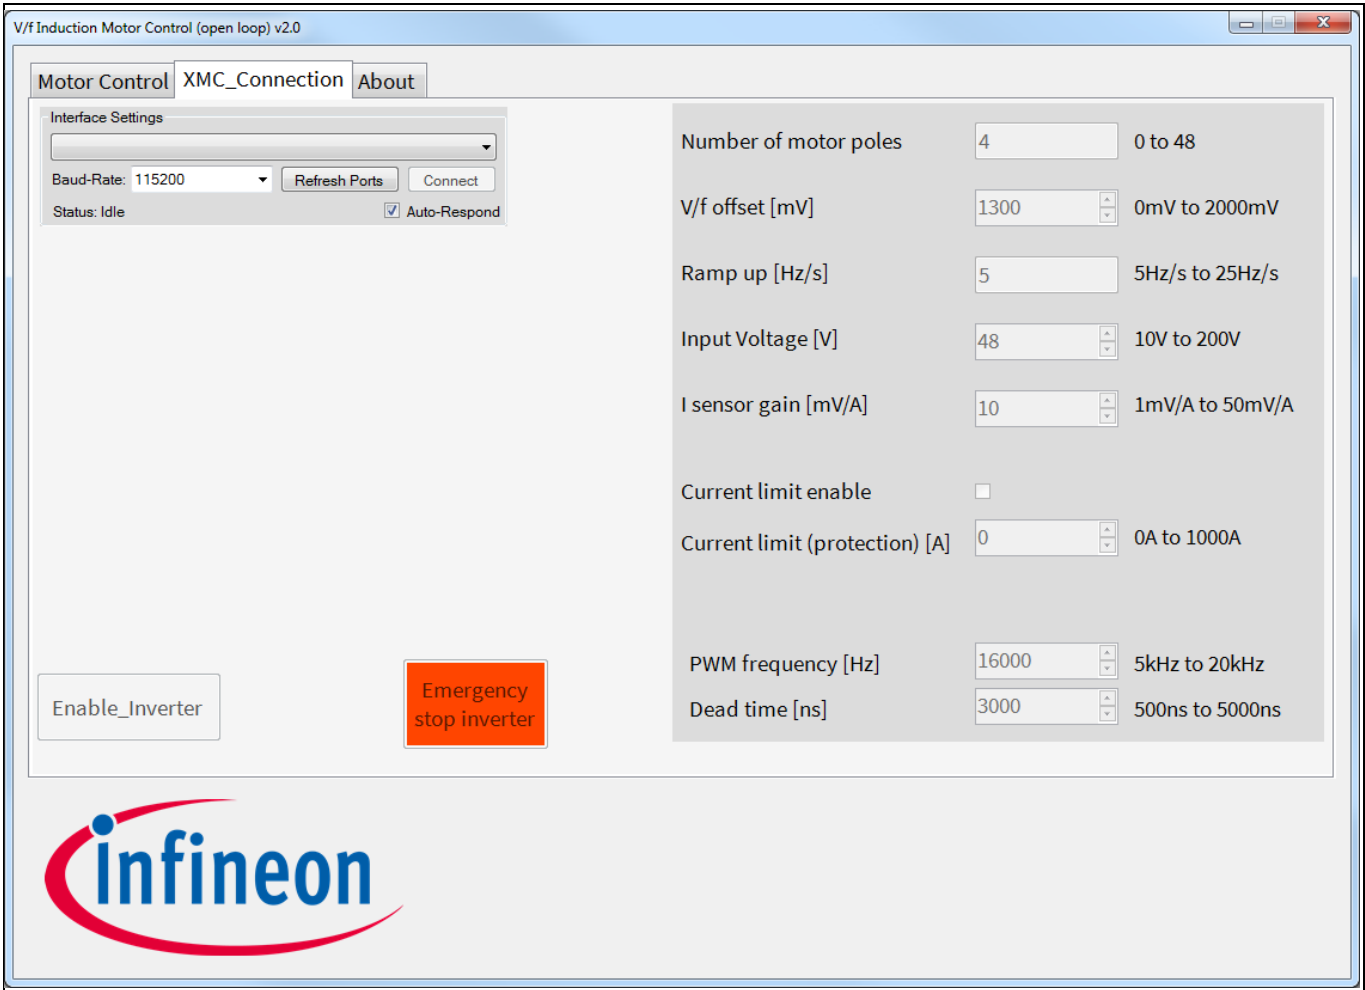 V/f Induction Motor Control (open loop) v2.0
Motor Control XMC_Connection About
Interface Settings
Baud-Rate: 115200 Refresh Ports Connect
Status: Idle Auto-Respond
Number of motor poles 4 0 to 48
V/f offset [mV] 1300 0mV to 2000mV
Ramp up [Hz/s] 5 5Hz/s to 25Hz/s
Input Voltage [V] 48 10V to 200V
I sensor gain [mV/A] 10 1mV/A to 50mV/A
Current limit enable
Current limit (protection) [A] 0 0A to 1000A
PWM frequency [Hz] 16000 5kHz to 20kHz
Dead time [ns] 3000 500ns to 5000ns
Enable_Inverter
Emergency
stop inverter
infineon